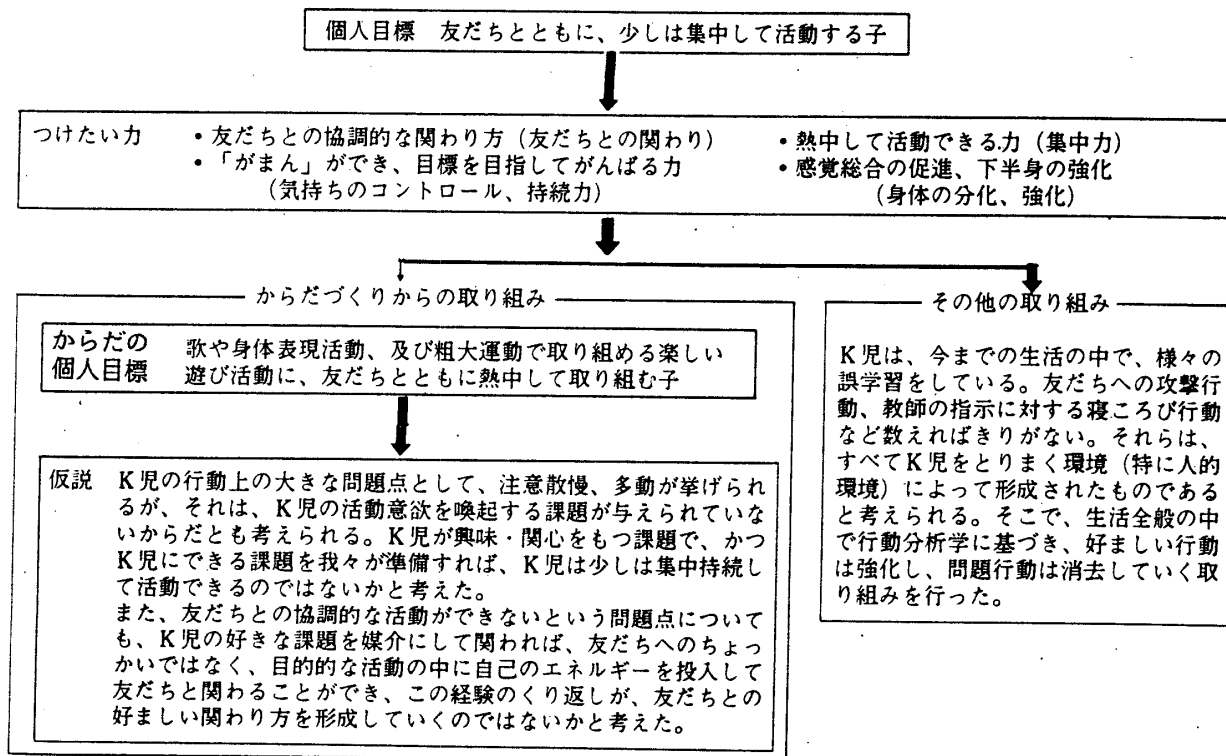 個人目標 友だちとともに、少しは集中して活動する子
つけたい力
・友だちとの協調的な関わり方（友だちとの関わり）
・「がまん」ができ、目標を目指してがんばる力
（気持ちのコントロール、持続力）
・熱中して活動できる力（集中力）
・感覚総合の促進、下半身の強化
（身体の分化、強化）
からだづくりからの取り組み
からだの
個人目標
歌や身体表現活動、及び粗大運動で取り組める楽しい
遊び活動に、友だちとともに熱中して取り組む子
仮説 K児の行動上の大きな問題点として、注意散慢、多動が挙げられ
るが、それは、K児の活動意欲を喚起する課題が与えられていな
いからだとも考えられる。K児が興味・関心をもつ課題で、かつ
K児にできる課題を我々が準備すれば、K児は少しは集中持続し
て活動できるのではないかと考えた。
また、友だちとの協調的な活動ができないという問題点について
も、K児の好きな課題を媒介にして関われば、友だちへのちょっ
かいではなく、目的的な活動の中に自己のエネルギーを投入して
友だちと関わることができ、この経験のくり返しが、友だちとの
好ましい関わり方を形成していくのではないかと考えた。
その他の取り組み
K児は、今までの生活の中で、様々の
誤学習をしている。友だちへの攻撃行
動、教師の指示に対する寝ころび行動
など数えればきりがない。それらは、
すべてK児をとりまく環境（特に人的
環境）によって形成されたものである
と考えられる。そこで、生活全般の中
で行動分析学に基づき、好ましい行動
は強化し、問題行動は消去していく取
り組みを行った。